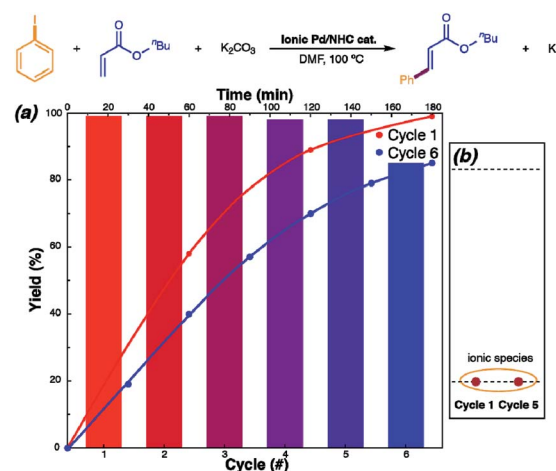 I
O
O
nBu
+
K₂CO₃
+
Ionic Pd/NHC cat.
DMF, 100 ºC
O
O
nBu
Ph
+
K
(a)
Time (min)
0 20 40 60 80 100 120 140 160 180
Cycle 1
Cycle 6
100
80
60
40
20
0
Yield (%)
1 2 3 4 5 6
Cycle (#)
(b)
ionic species
Cycle 1 Cycle 5